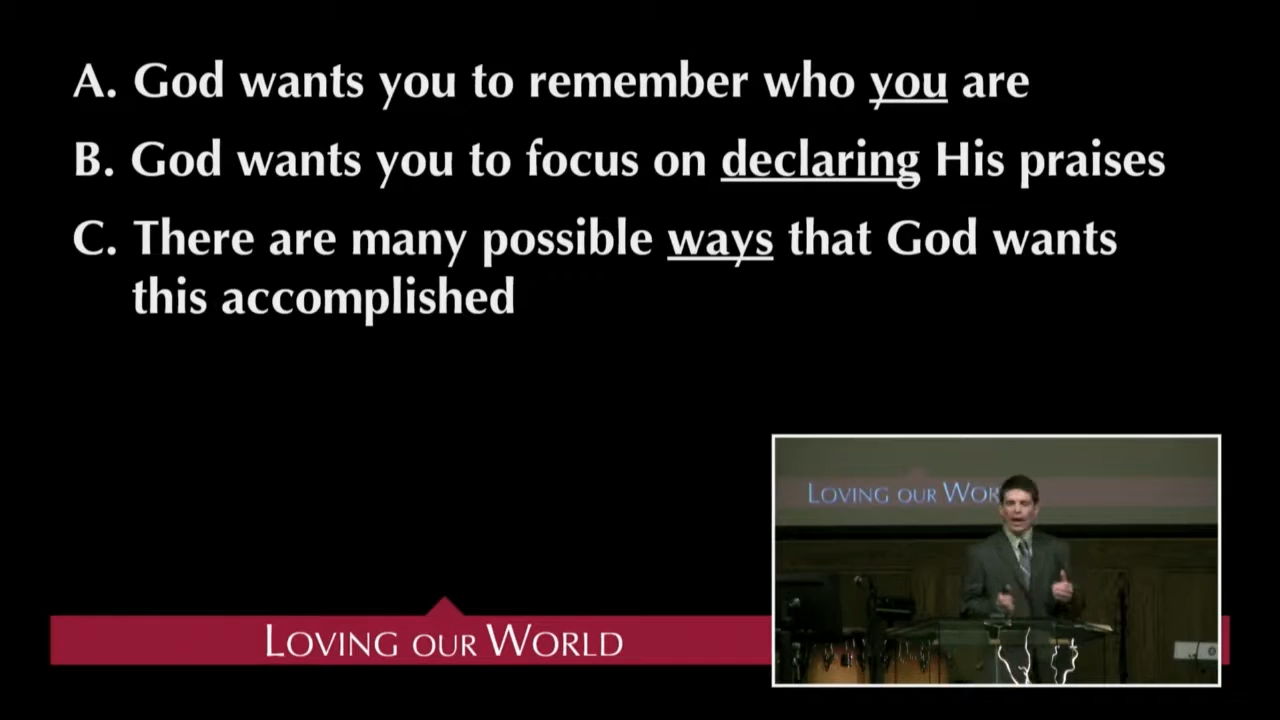 A. God wants you to remember who you are
B. God wants you to focus on declaring His praises
C. There are many possible ways that God wants
this accomplished
LOVING OUR WOR
LOVING OUR WORLD